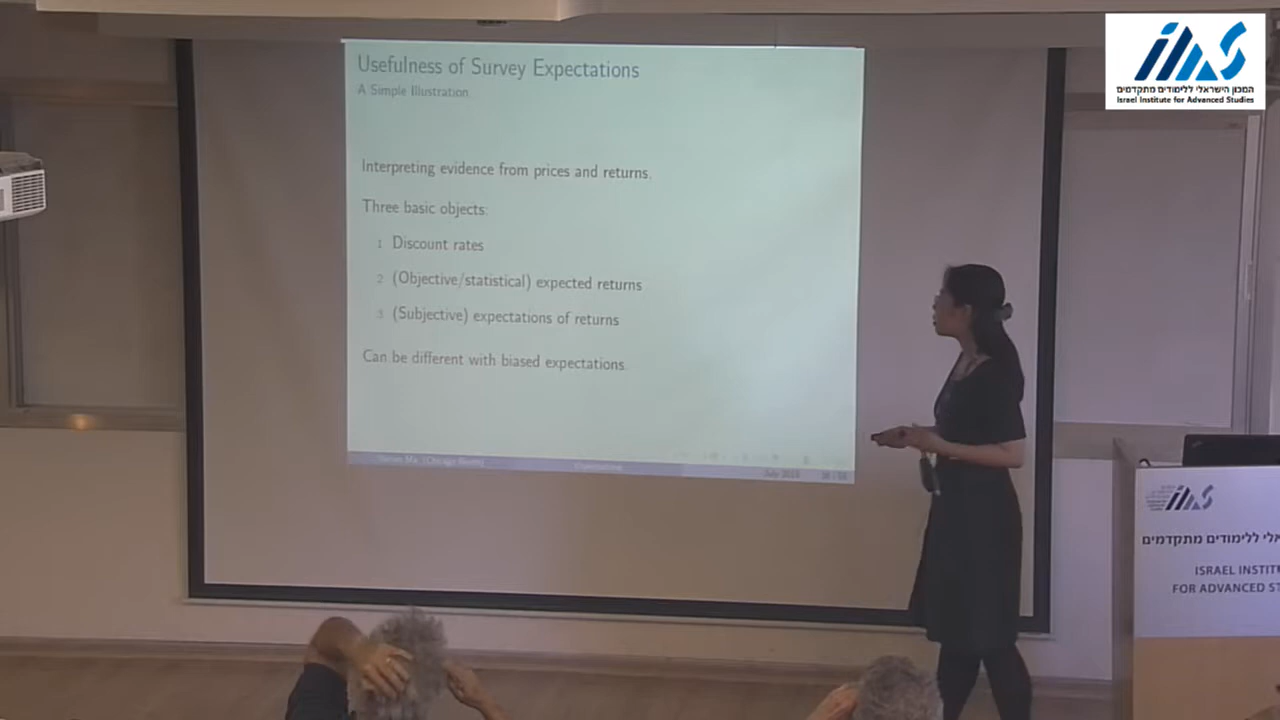 Usefulness of Survey Expectations
A Simple Illustration
Interpreting evidence from prices and returns.
Three basic objects:
1 Discount rates
2 (Objective/statistical) expected returns
3 (Subjective) expectations of returns
Can be different with biased expectations.
המכון הישראלי ללימודים מתקדמים
Israel Institute for Advanced Studies
ללימודים מתקדמים
ISRAEL INSTIT
FOR ADVANCED ST